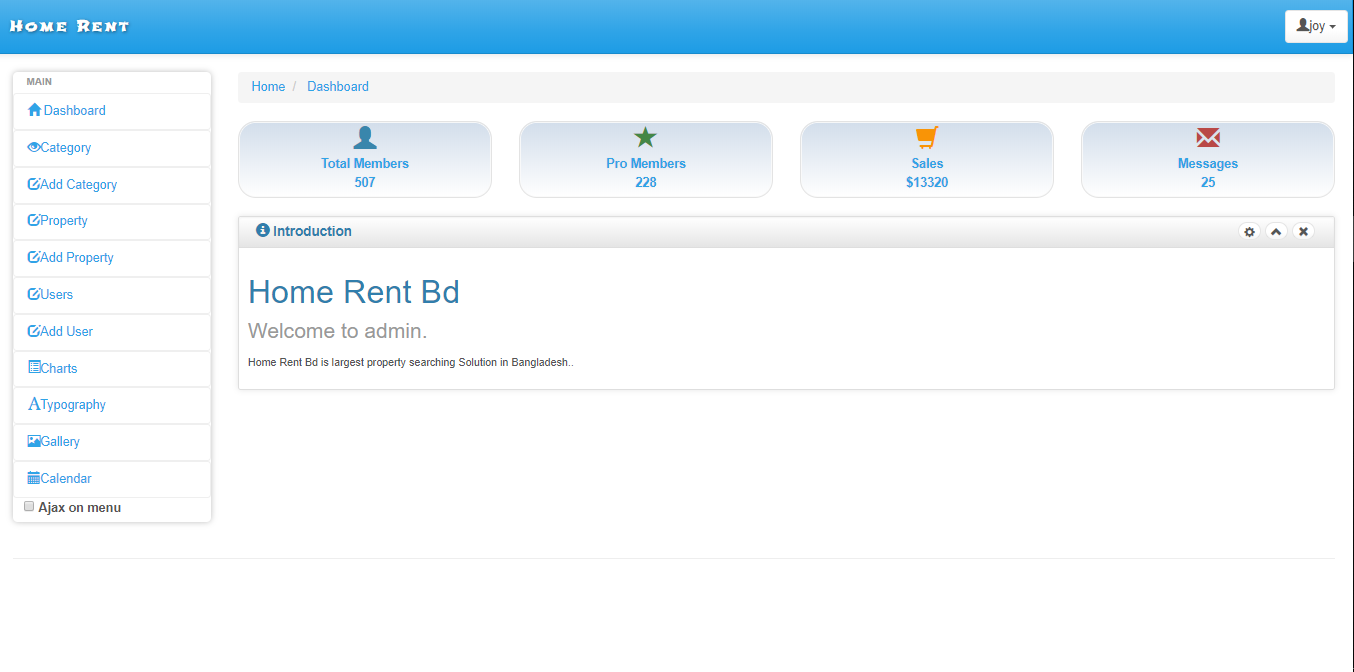 Home Rent
joy
MAIN
Dashboard
Category
Add Category
Property
Add Property
Users
Add User
Charts
Typography
Gallery
Calendar
Ajax on menu
Home / Dashboard
Total Members
507
Pro Members
228
Sales
$13320
Messages
25
Introduction
Home Rent Bd
Welcome to admin.
Home Rent Bd is largest property searching Solution in Bangladesh..